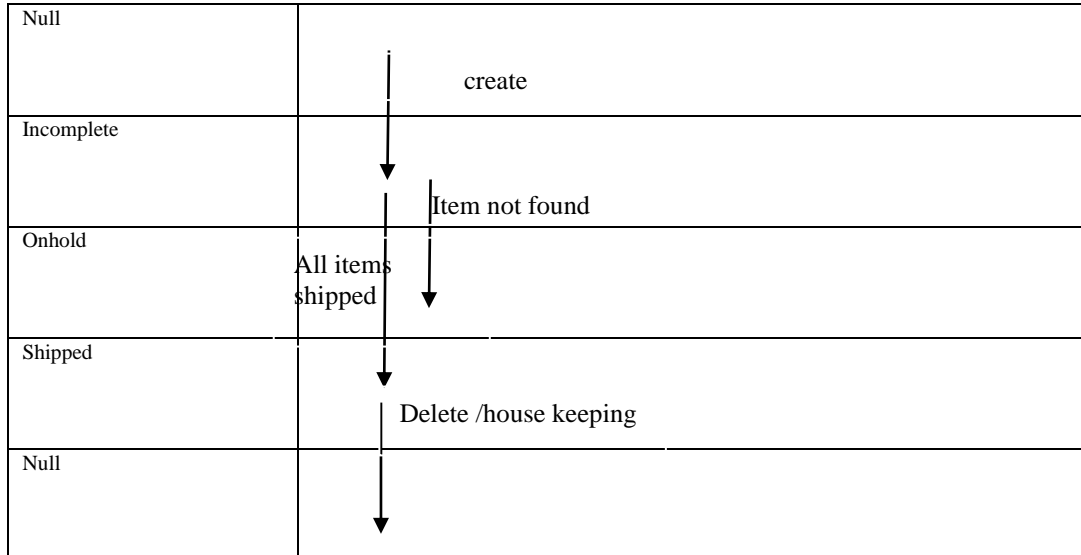 Null
create
Incomplete
Item not found
Onhold
All items
shipped
Shipped
Delete /house keeping
Null